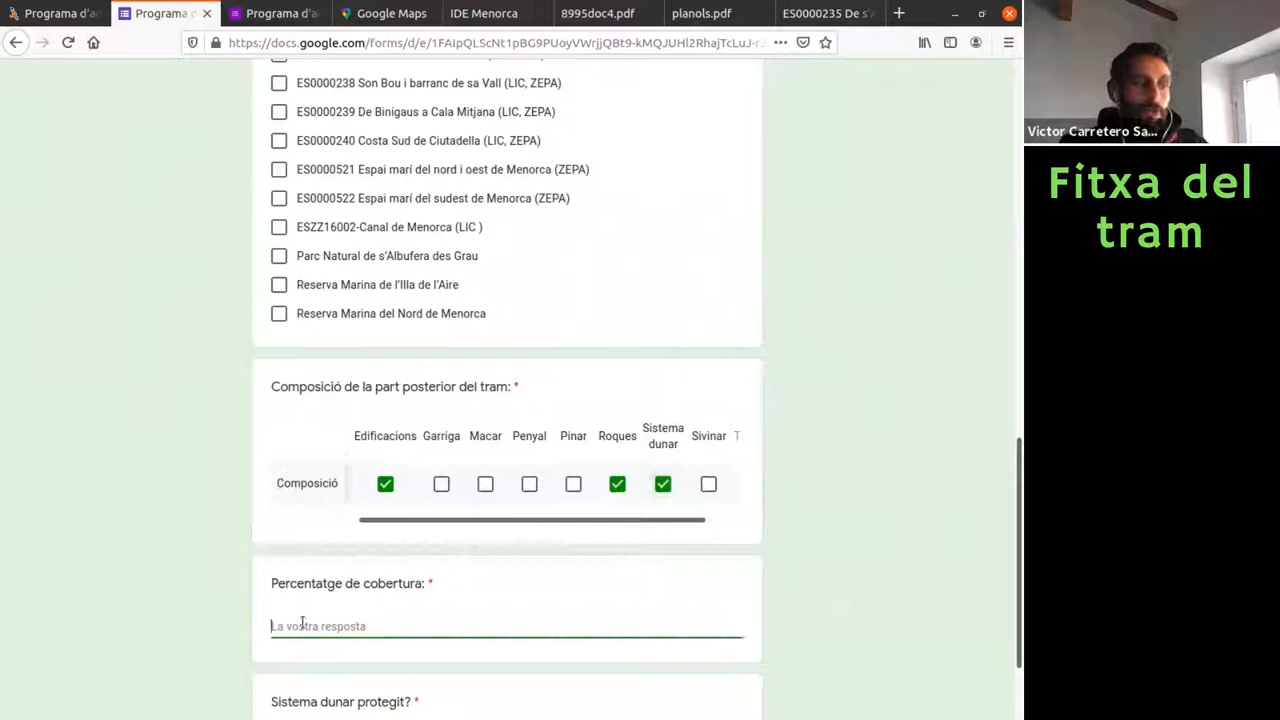 Programa d'a
Programa d
Programa d'a
Google Maps
IDE Menorca
8995doc4.pdf
planols.pdf
ES0000235 De s'
https://docs.google.com/forms/d/e/1FAIpQLScNt1pBG9PUoyVWrjjQBt9-kMQJUHl2RhajTcLuJ-r
ES0000238 Son Bou i barranc de sa Vall (LIC, ZEPA)
ES0000239 De Binigaus a Cala Mitjana (LIC, ZEPA)
ES0000240 Costa Sud de Ciutadella (LIC, ZEPA)
ES0000521 Espai marí del nord i oest de Menorca (ZEPA)
ES0000522 Espai marí del sudest de Menorca (ZEPA)
ESZZ16002-Canal de Menorca (LIC )
Parc Natural de s'Albufera des Grau
Reserva Marina de l'Illa de l'Aire
Reserva Marina del Nord de Menorca
Composició de la part posterior del tram: *
Edificacions Garriga Macar Penyal Pinar Roques Sistema dunar Sivinar T
Composició
Percentatge de cobertura: *
La vostra resposta
Sistema dunar protegit? *
Victor Carretero Sa...
Fitxa del
tram